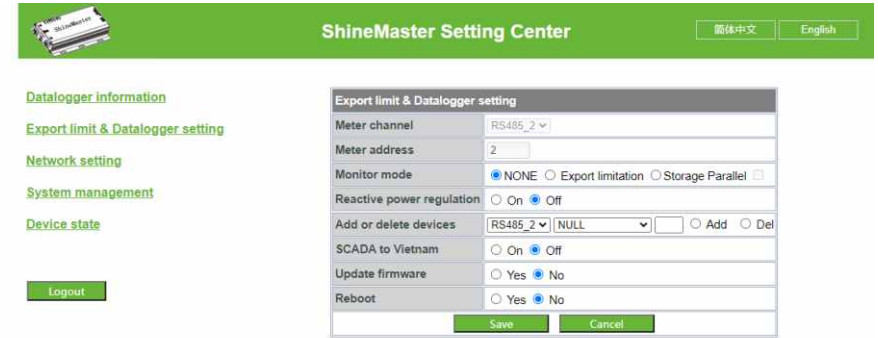 ShineMaster
ShineMaster Setting Center
简体中文
English
Datalogger information
Export limit & Datalogger setting
Network setting
System management
Device state
Logout
Export limit & Datalogger setting
Meter channel RS485_2
Meter address 2
Monitor mode NONE Export limitation Storage Parallel
Reactive power regulation On Off
Add or delete devices RS485_2 NULL Add Del
SCADA to Vietnam On Off
Update firmware Yes No
Reboot Yes No
Save Cancel